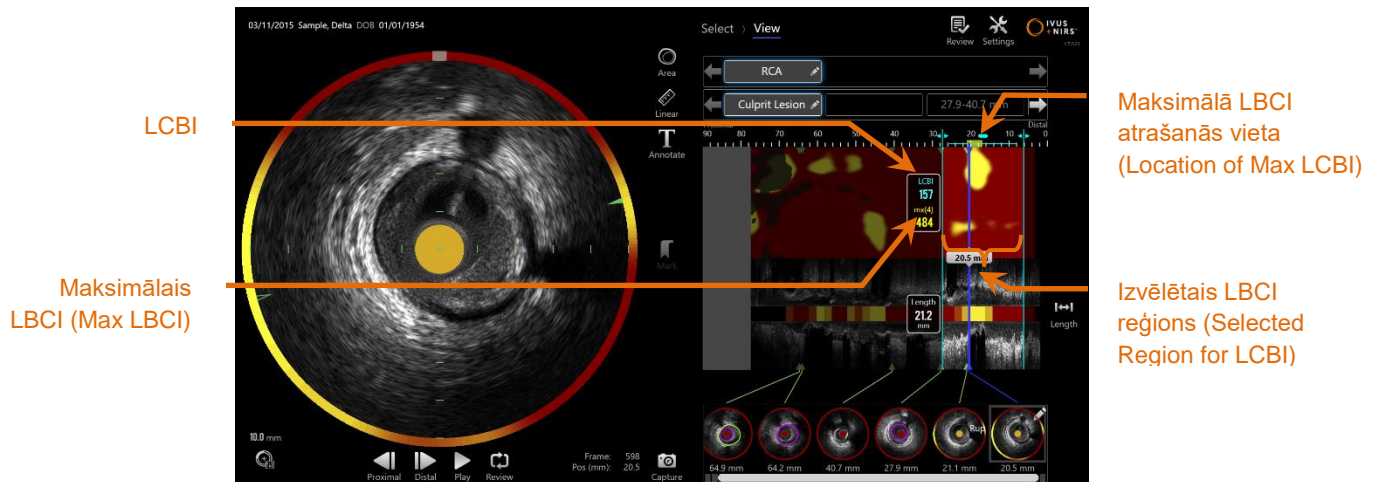 03/11/2015 Sample, Delta DOB 01/01/1954
Select > View
Review
Settings
IVUS
+NIRS
Area
Linear
Annotate
Mark
RCA
Culprit Lesion
27.9-40.7 mm
Distal
90 80 70 60 50 40 30 20 10 0
LCBI
157
mx(4)
484
20.5 mm
Length
21.2
mm
Length
LCBI
Maksimālais
LBCI (Max LBCI)
Maksimālā LBCI
atrašanās vieta
(Location of Max LCBI)
Izvēlētais LBCI
reģions (Selected
Region for LCBI)
10.0 mm
Proximal
Distal
Play
Review
Frame: 598
Pos (mm): 20.5
Capture
Rup
64.9 mm
64.2 mm
40.7 mm
27.9 mm
21.1 mm
20.5 mm